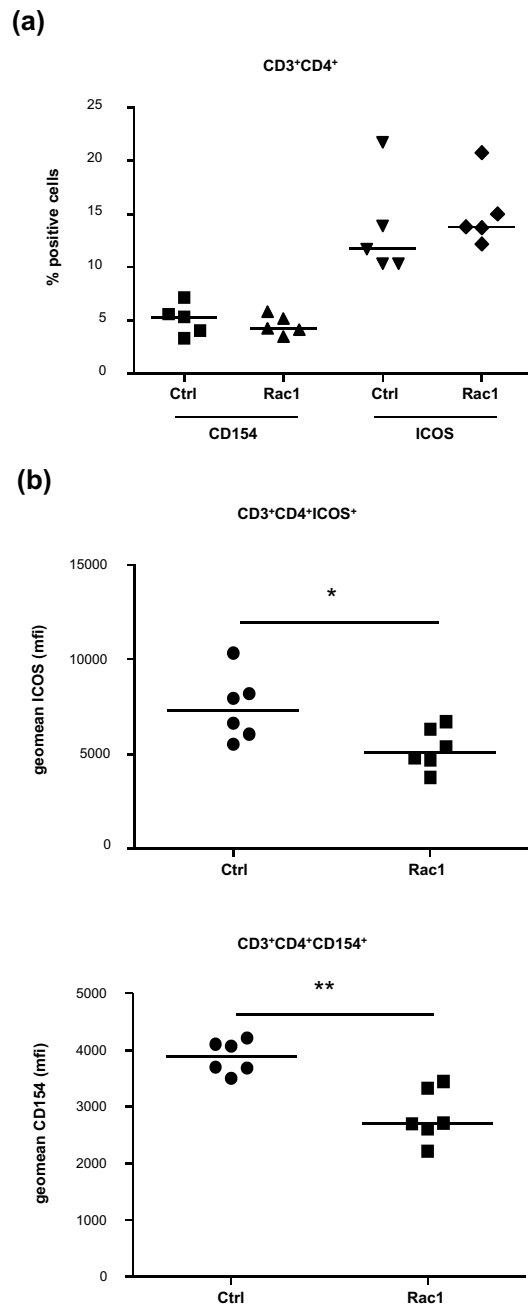 (a)
CD3⁺CD4⁺
% positive cells
25
20
15
10
5
0
Ctrl Rac1 Ctrl Rac1
CD154 ICOS
(b)
CD3⁺CD4⁺ICOS⁺
geomean ICOS (mfi)
15000
*
10000
5000
0
Ctrl Rac1
CD3⁺CD4⁺CD154⁺
geomean CD154 (mfi)
5000
**
4000
3000
2000
1000
0
Ctrl Rac1